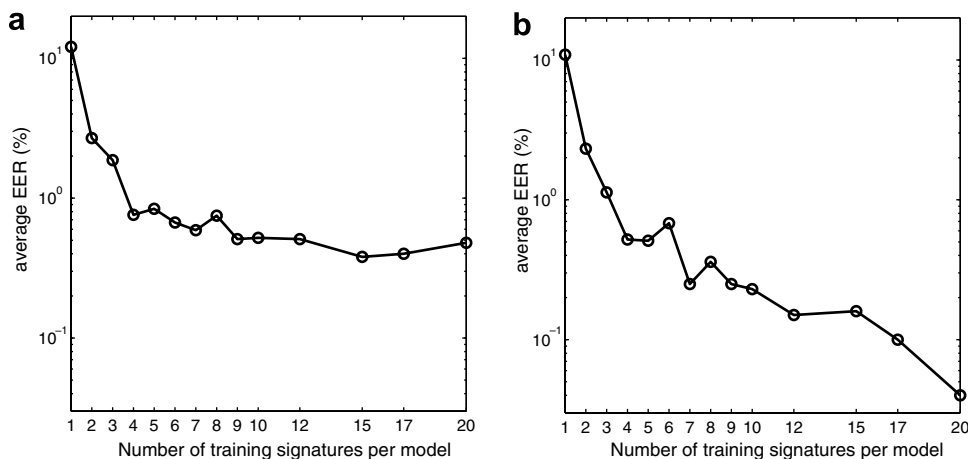 a
average EER (%)
10^1
10^0
10^−1
1 2 3 4 5 6 7 8 9 10 12 15 17 20
Number of training signatures per model
b
average EER (%)
10^1
10^0
10^−1
1 2 3 4 5 6 7 8 9 10 12 15 17 20
Number of training signatures per model